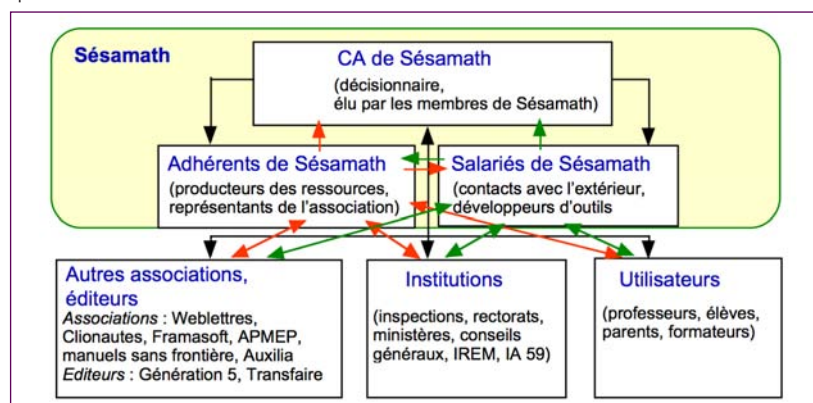 Sésamath
CA de Sésamath
(décisionnaire,
élu par les membres de Sésamath)
Adhérents de Sésamath
(producteurs des ressources,
représentants de l'association)
Salariés de Sésamath
(contacts avec l'extérieur,
développeurs d'outils
Autres associations,
éditeurs
Associations : Weblettres,
Clionautes, Framasoft, APMEP,
manuels sans frontière, Auxilia
Editeurs : Génération 5, Transfaire
Institutions
(inspections, rectorats,
ministères, conseils
généraux, IREM, IA 59)
Utilisateurs
(professeurs, élèves,
parents, formateurs)